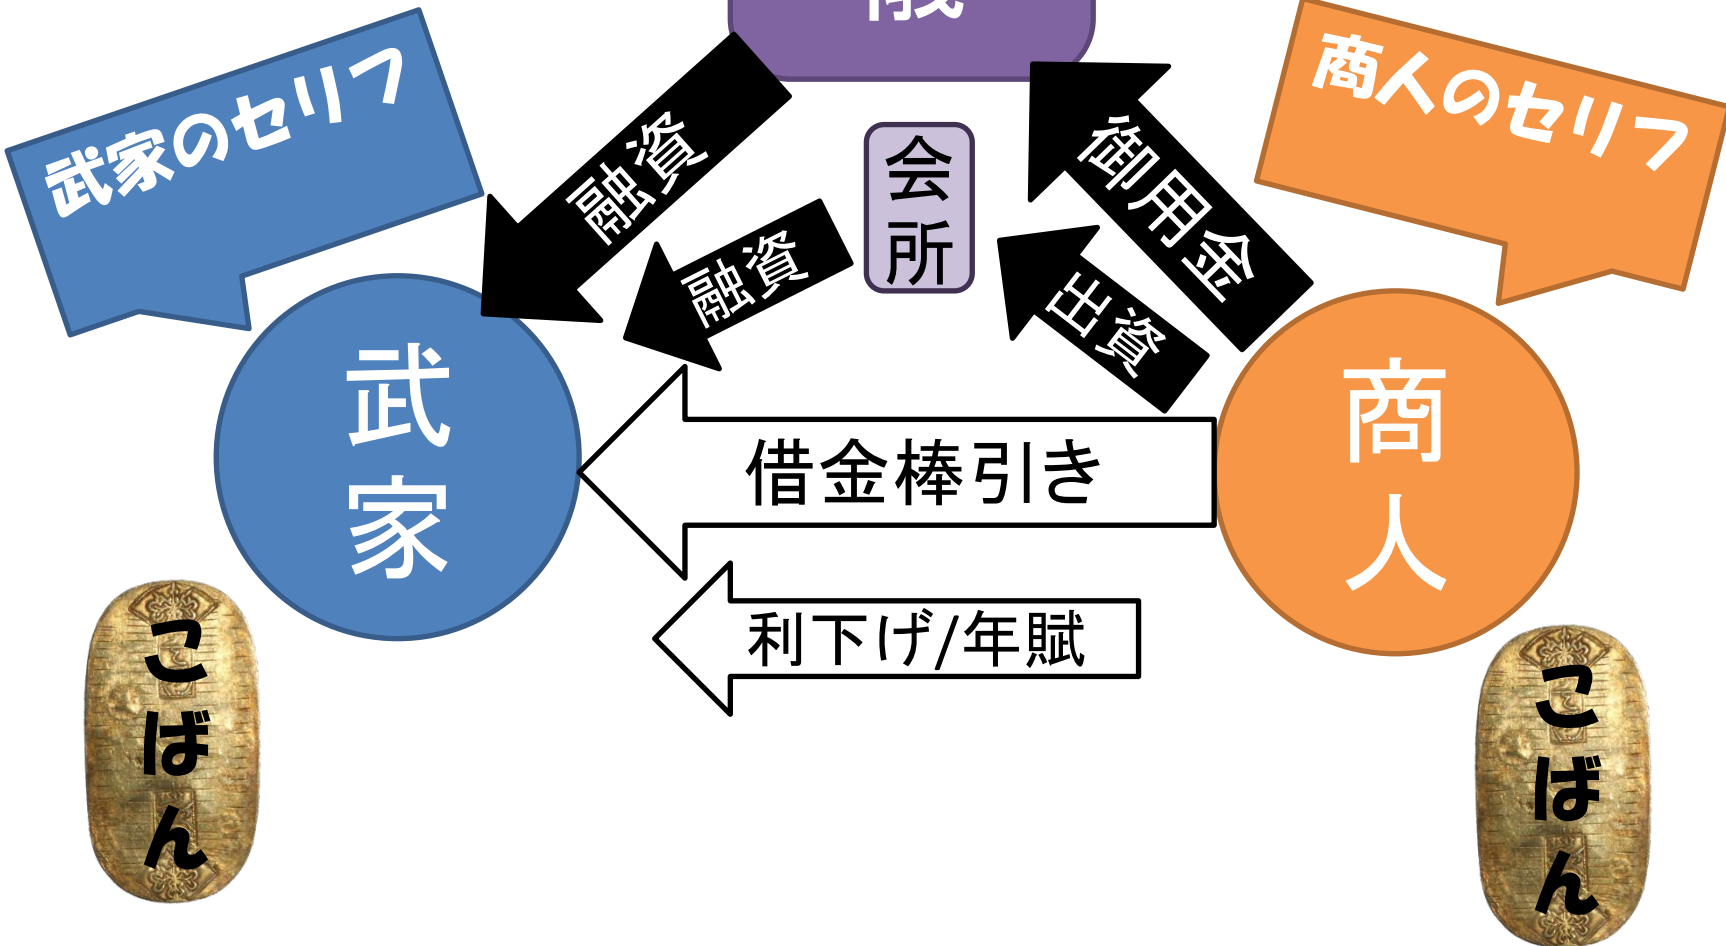 武家のセリフ
商人のセリフ
融資
会所
御用金
融資
出資
武家
商人
借金棒引き
利下げ/年賦
こばん
こばん